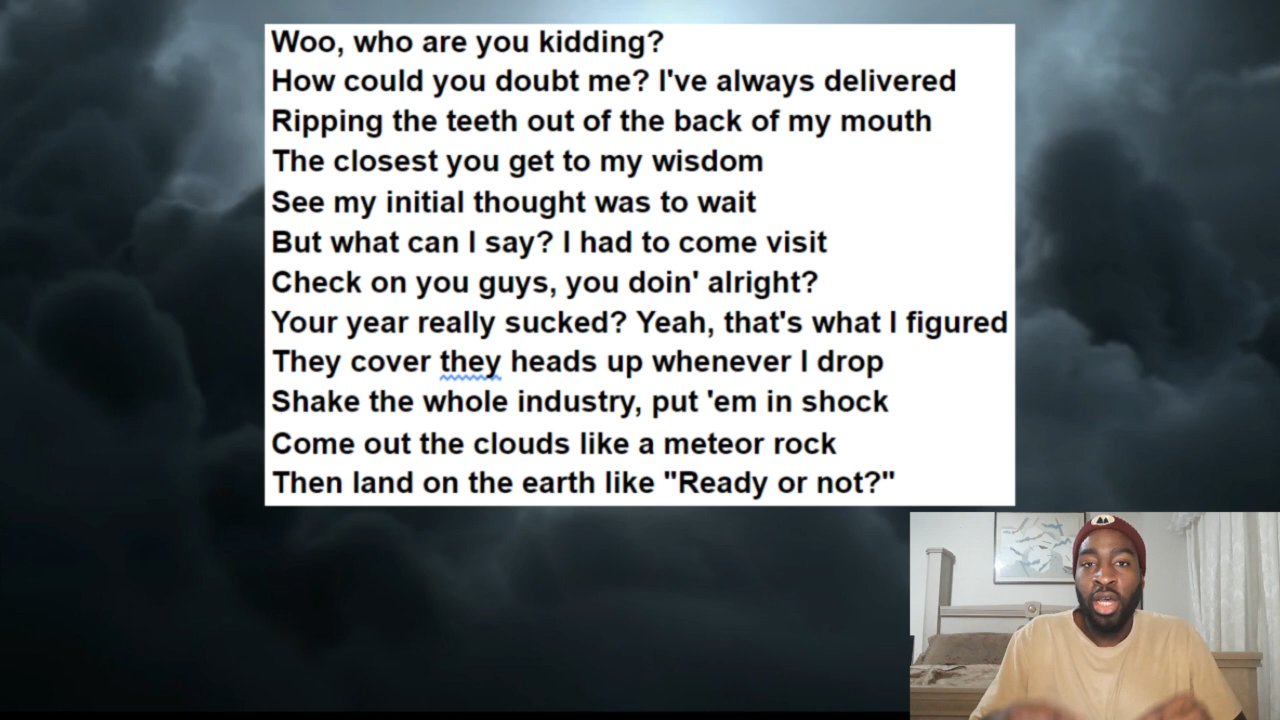 Woo, who are you kidding?
How could you doubt me? I've always delivered
Ripping the teeth out of the back of my mouth
The closest you get to my wisdom
See my initial thought was to wait
But what can I say? I had to come visit
Check on you guys, you doin' alright?
Your year really sucked? Yeah, that's what I figured
They cover they heads up whenever I drop
Shake the whole industry, put 'em in shock
Come out the clouds like a meteor rock
Then land on the earth like "Ready or not?"